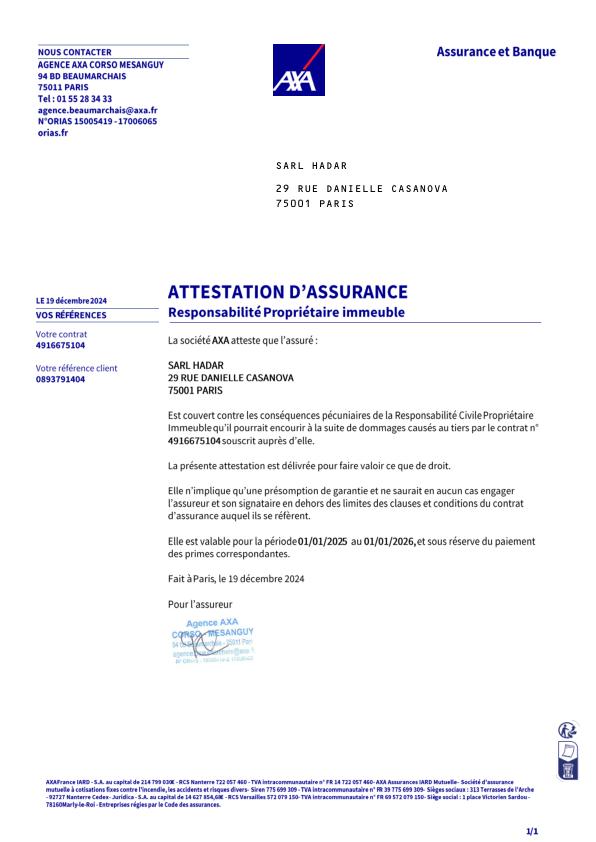 NOUS CONTACTER
AGENCE AXA CORSO MESANGUY
94 BD BEAUMARCHAIS
75011 PARIS
Tel : 01 55 28 34 33
agence.beaumarchais@axa.fr
N°ORIAS 15005419 - 17006065
orias.fr
AXA
Assurance et Banque
SARL HADAR
29 RUE DANIELLE CASANOVA
75001 PARIS
LE 19 décembre 2024
VOS RÉFÉRENCES
Votre contrat
4916675104
Votre référence client
0893791404
ATTESTATION D'ASSURANCE
Responsabilité Propriétaire immeuble
La société AXA atteste que l'assuré :
SARL HADAR
29 RUE DANIELLE CASANOVA
75001 PARIS
Est couvert contre les conséquences pécuniaires de la Responsabilité Civile Propriétaire
Immeuble qu'il pourrait encourir à la suite de dommages causés au tiers par le contrat n°
4916675104 souscrit auprès d'elle.
La présente attestation est délivrée pour faire valoir ce que de droit.
Elle n'implique qu'une présomption de garantie et ne saurait en aucun cas engager
l'assureur et son signataire en dehors des limites des clauses et conditions du contrat
d'assurance auquel ils se réfèrent.
Elle est valable pour la période 01/01/2025 au 01/01/2026, et sous réserve du paiement
des primes correspondantes.
Fait à Paris, le 19 décembre 2024
Pour l'assureur
Agence AXA
CORSO - MESANGUY
94 bd Beaumarchais - 75011 Pari
AXA France IARD - S.A. au capital de 214 799 030€ - RCS Nanterre 722 057 460 - TVA intracommunautaire n° FR 14 722 057 460 - AXA Assurances IARD Mutuelle - Société d'assurance
mutuelle à cotisations fixes contre l'incendie, les accidents et risques divers - Siren 775 699 309 - TVA intracommunautaire n° FR 39 775 699 309 - Sièges sociaux : 313 Terrasses de l'Arche
- 92727 Nanterre Cedex - Juridica - S.A. au capital de 14 627 854,68€ - RCS Versailles 572 079 150 - TVA intracommunautaire n° FR 69 572 079 150 - Siège social : 1 place Victorien Sardou -
78160 Marly-le-Roi - Entreprises régies par le Code des assurances.
1/1